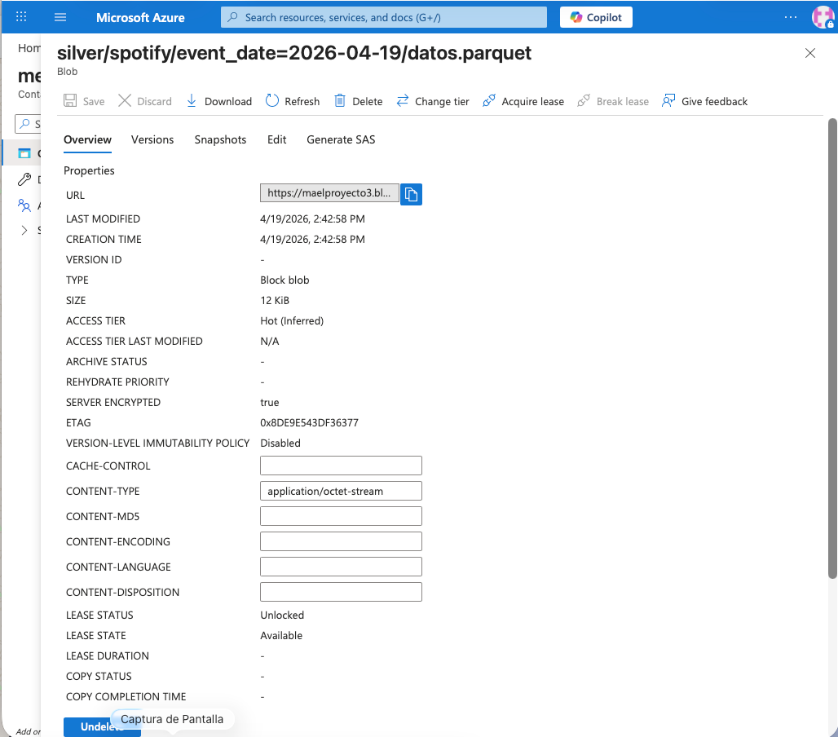 Microsoft Azure
Search resources, services, and docs (G+/)
Copilot
Hom
me
Cont
S
silver/spotify/event_date=2026-04-19/datos.parquet
Blob
Save
Discard
Download
Refresh
Delete
Change tier
Acquire lease
Break lease
Give feedback
Overview
Versions
Snapshots
Edit
Generate SAS
Properties
URL https://maelproyecto3.bl...
LAST MODIFIED 4/19/2026, 2:42:58 PM
CREATION TIME 4/19/2026, 2:42:58 PM
VERSION ID -
TYPE Block blob
SIZE 12 KiB
ACCESS TIER Hot (Inferred)
ACCESS TIER LAST MODIFIED N/A
ARCHIVE STATUS -
REHYDRATE PRIORITY -
SERVER ENCRYPTED true
ETAG 0x8DE9E543DF36377
VERSION-LEVEL IMMUTABILITY POLICY Disabled
CACHE-CONTROL
CONTENT-TYPE application/octet-stream
CONTENT-MD5
CONTENT-ENCODING
CONTENT-LANGUAGE
CONTENT-DISPOSITION
LEASE STATUS Unlocked
LEASE STATE Available
LEASE DURATION -
COPY STATUS -
COPY COMPLETION TIME -
Undele
Captura de Pantalla
Add or